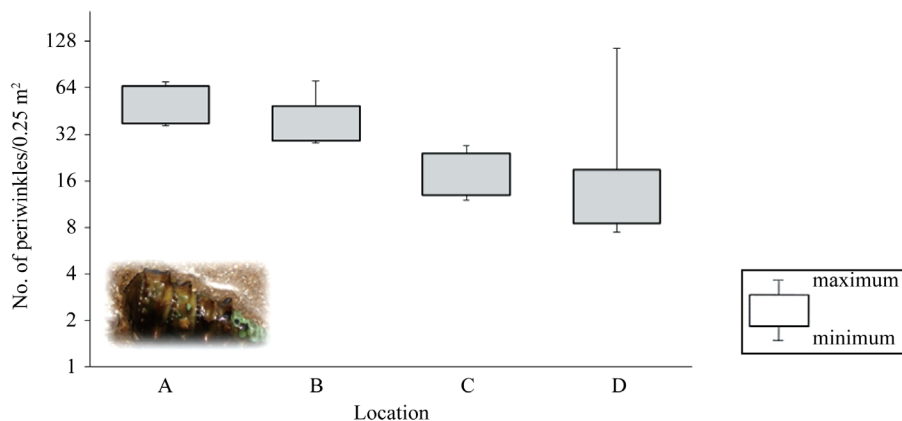 No. of periwinkles/0.25 m²
128
64
32
16
8
4
2
1
A B C D
Location
maximum
minimum